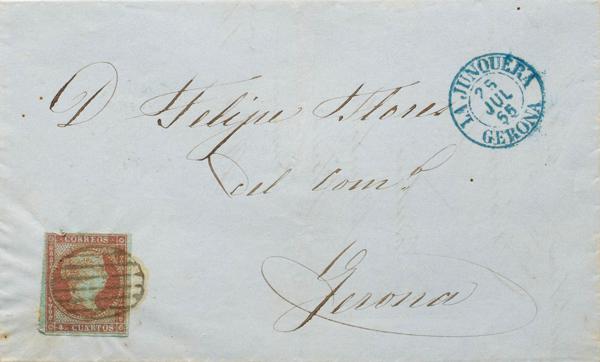 LA JUNQUERA
25
JUL
56
GERONA
D. Felipe Flores
del Com.o
Gerona
CORREOS
4 CUARTOS